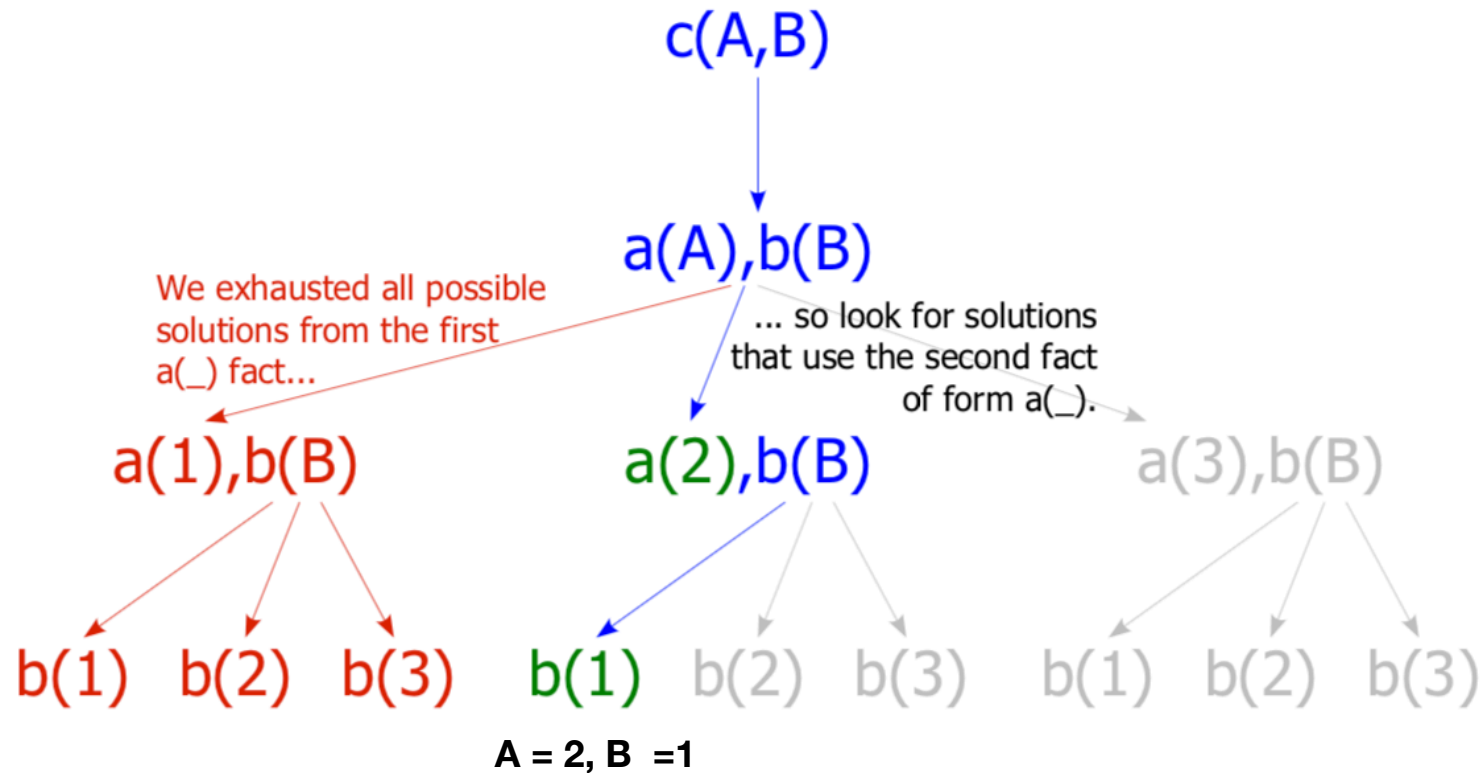 c(A,B)
a(A),b(B)
We exhausted all possible
solutions from the first
a(_) fact...
... so look for solutions
that use the second fact
of form a(_).
a(1),b(B)
a(2),b(B)
a(3),b(B)
b(1) b(2) b(3) b(1) b(2) b(3) b(1) b(2) b(3)
A = 2, B  =1